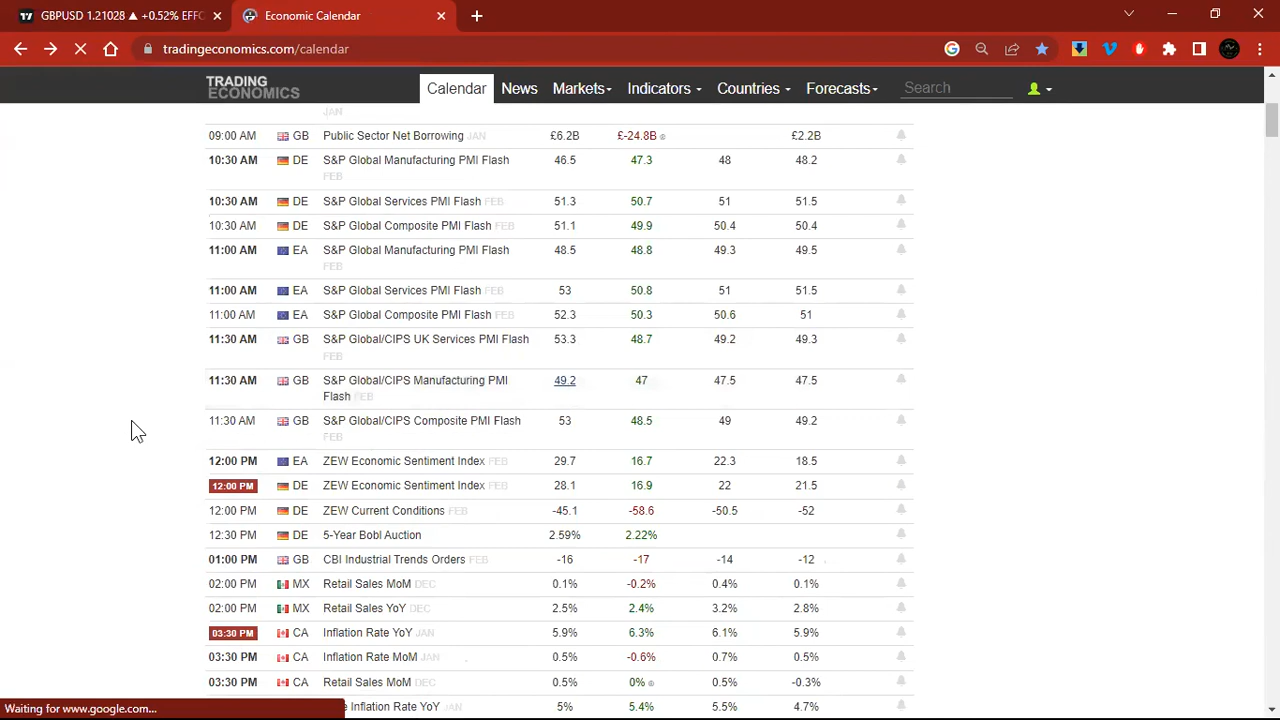 GBPUSD 1.21028 ▲ +0.52% EFFC
Economic Calendar
tradingeconomics.com/calendar
TRADING
ECONOMICS
Calendar News Markets Indicators Countries Forecasts Search
JAN
09:00 AM GB Public Sector Net Borrowing JAN £6.2B £-24.8B ® £2.2B
10:30 AM DE S&P Global Manufacturing PMI Flash 46.5 47.3 48 48.2
FEB
10:30 AM DE S&P Global Services PMI Flash FEB 51.3 50.7 51 51.5
10:30 AM DE S&P Global Composite PMI Flash FEB 51.1 49.9 50.4 50.4
11:00 AM EA S&P Global Manufacturing PMI Flash 48.5 48.8 49.3 49.5
FEB
11:00 AM EA S&P Global Services PMI Flash FEB 53 50.8 51 51.5
11:00 AM EA S&P Global Composite PMI Flash FEB 52.3 50.3 50.6 51
11:30 AM GB S&P Global/CIPS UK Services PMI Flash 53.3 48.7 49.2 49.3
FEB
11:30 AM GB S&P Global/CIPS Manufacturing PMI 49.2 47 47.5 47.5
Flash FEB
11:30 AM GB S&P Global/CIPS Composite PMI Flash 53 48.5 49 49.2
FEB
12:00 PM EA ZEW Economic Sentiment Index FEB 29.7 16.7 22.3 18.5
12:00 PM DE ZEW Economic Sentiment Index FEB 28.1 16.9 22 21.5
12:00 PM DE ZEW Current Conditions FEB -45.1 -58.6 -50.5 -52
12:30 PM DE 5-Year Bobl Auction 2.59% 2.22%
01:00 PM GB CBI Industrial Trends Orders FEB -16 -17 -14 -12
02:00 PM MX Retail Sales MoM DEC 0.1% -0.2% 0.4% 0.1%
02:00 PM MX Retail Sales YoY DEC 2.5% 2.4% 3.2% 2.8%
03:30 PM CA Inflation Rate YoY JAN 5.9% 6.3% 6.1% 5.9%
03:30 PM CA Inflation Rate MoM JAN 0.5% -0.6% 0.7% 0.5%
03:30 PM CA Retail Sales MoM DEC 0.5% 0% ® .5% -0.3%
e Inflation Rate YoY JAN 5% 5.4% 5.5% 4.7%
Waiting for www.google.com...